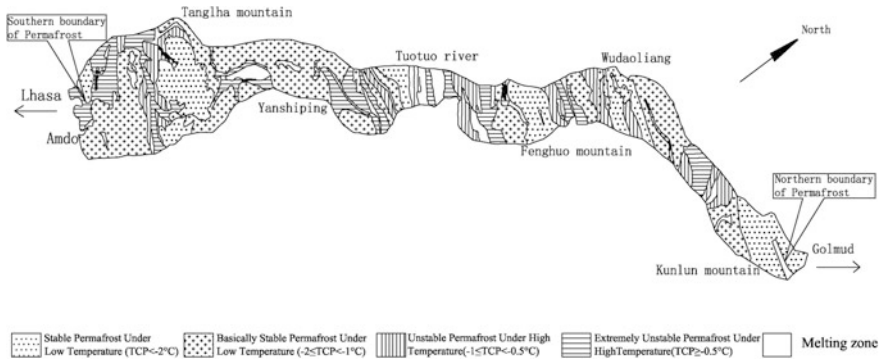 Tanglha mountain
Southern boundary
of Permafrost
North
Tuotuo river
Wudaoliang
Lhasa
Yanshiping
Amdo
Fenghuo mountain
Northern boundary
of Permafrost
Golmud
Kunlun mountain
Stable Permafrost Under
Low Temperature (TCP<-2°C)
Basically Stable Permafrost Under
Low Temperature (-2≤TCP<-1°C)
Unstable Permafrost Under High
Temperature(-1≤TCP<-0.5°C)
Extremely Unstable Permafrost Under
HighTemperature(TCP≥-0.5°C)
Melting zone